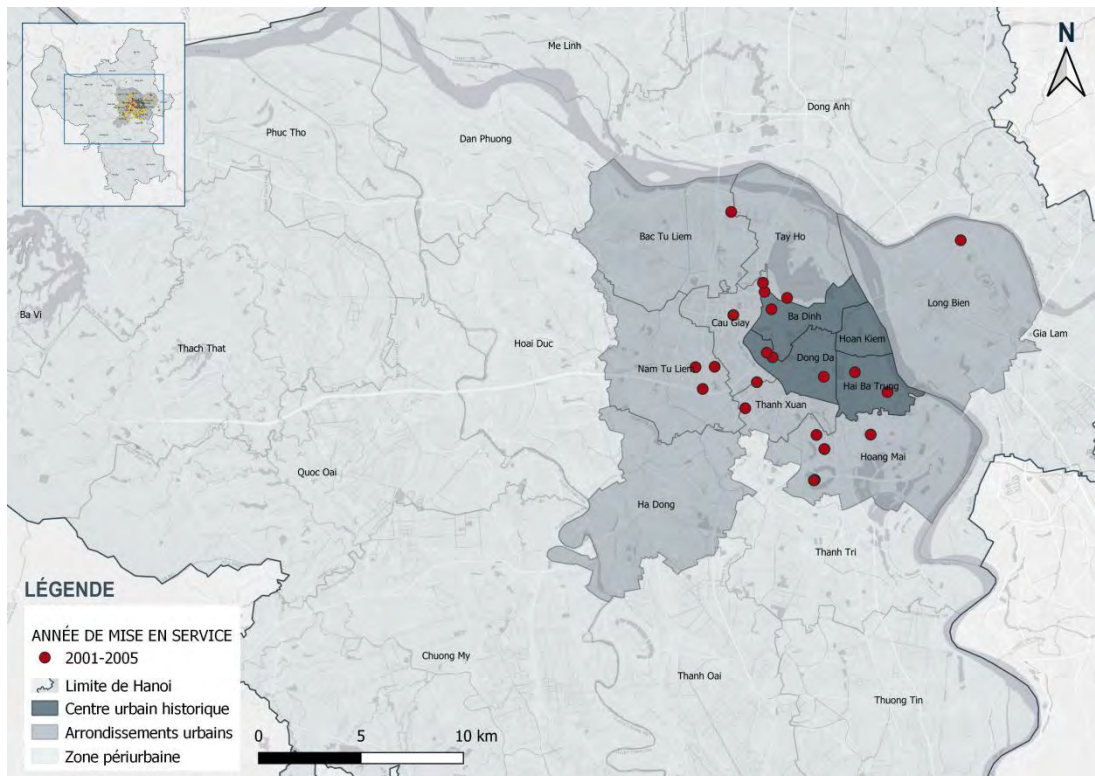 N
Me Linh
Dong Anh
Phuc Tho
Dan Phuong
Bac Tu Liem
Tay Ho
Long Bien
Ba Vi
Cau Giay
Ba Dinh
Gia Lam
Thach That
Hoai Duc
Hoan Kiem
Nam Tu Liem
Dong Da
Hai Ba Trung
Thanh Xuan
Quoc Oai
Hoang Mai
Ha Dong
Thanh Tri
Chuong My
Thanh Oai
Thuong Tin
LÉGENDE
ANNÉE DE MISE EN SERVICE
2001-2005
Limite de Hanoi
Centre urbain historique
Arrondissements urbains
Zone périurbaine
0 5 10 km